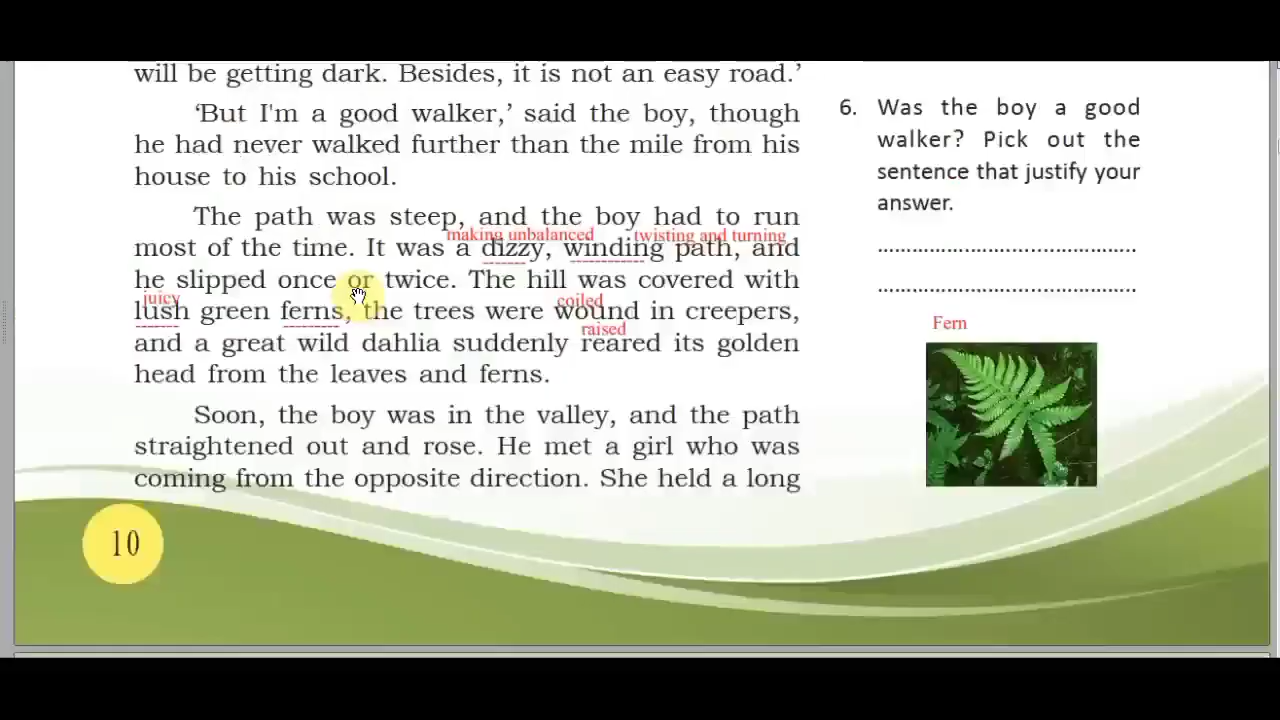 will be getting dark. Besides, it is not an easy road.’
‘But I'm a good walker,’ said the boy, though
he had never walked further than the mile from his
house to his school.
The path was steep, and the boy had to run
making unbalanced twisting and turning
most of the time. It was a dizzy, winding path, and
he slipped once or twice. The hill was covered with
juicy coiled
lush green ferns, the trees were wound in creepers,
raised
and a great wild dahlia suddenly reared its golden
head from the leaves and ferns.
Soon, the boy was in the valley, and the path
straightened out and rose. He met a girl who was
coming from the opposite direction. She held a long
10
6. Was the boy a good
walker? Pick out the
sentence that justify your
answer.
................................................
................................................
Fern